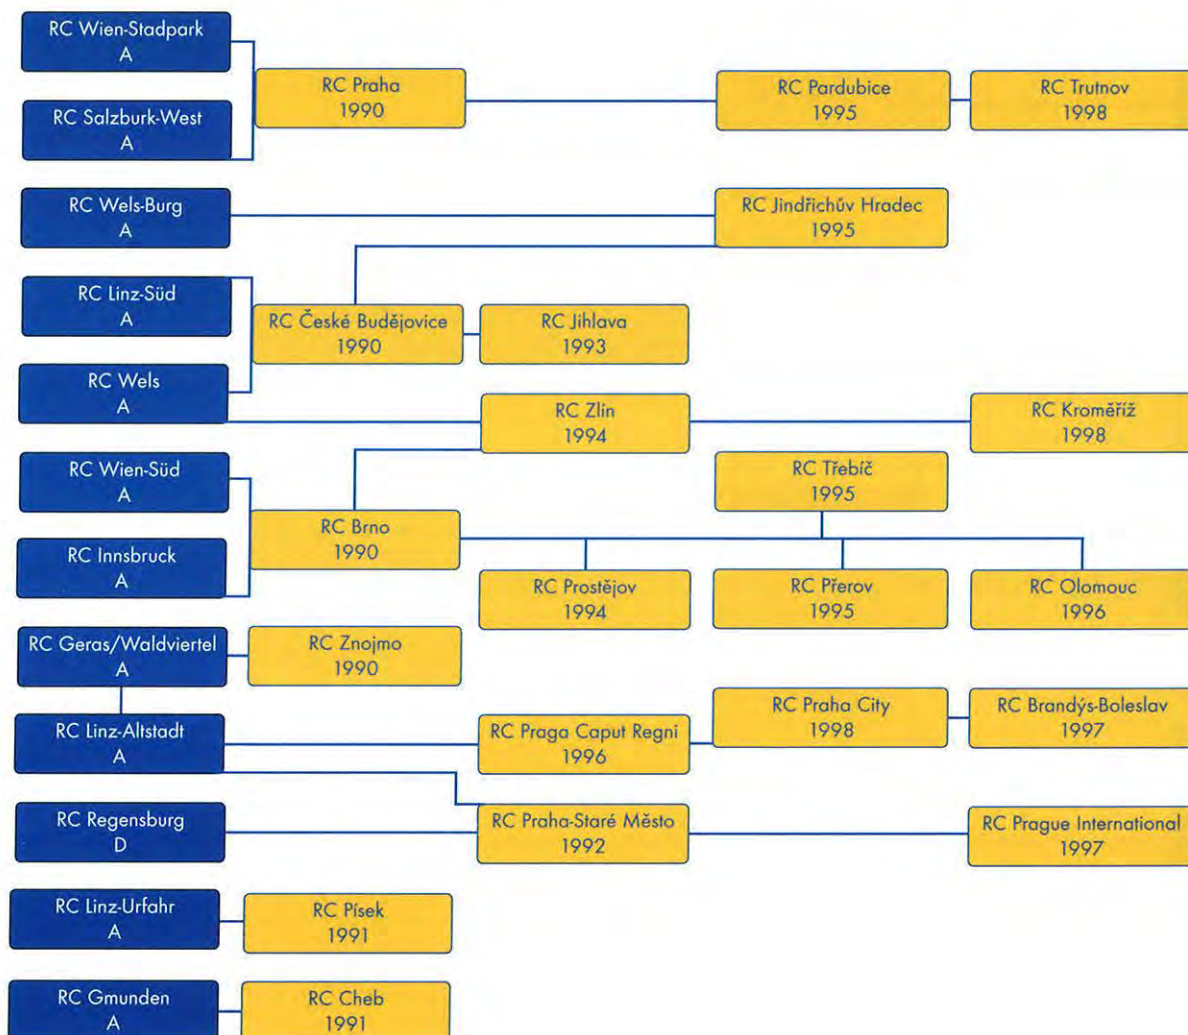 RC Wien-Stadpark
A
RC Salzburk-West
A
RC Praha
1990
RC Pardubice
1995
RC Trutnov
1998
RC Wels-Burg
A
RC Jindřichův Hradec
1995
RC Linz-Süd
A
RC České Budějovice
1990
RC Jihlava
1993
RC Wels
A
RC Zlín
1994
RC Kroměříž
1998
RC Wien-Süd
A
RC Třebíč
1995
RC Brno
1990
RC Innsbruck
A
RC Prostějov
1994
RC Přerov
1995
RC Olomouc
1996
RC Geras/Waldviertel
A
RC Znojmo
1990
RC Linz-Altstadt
A
RC Praga Caput Regni
1996
RC Praha City
1998
RC Brandýs-Boleslav
1997
RC Regensburg
D
RC Praha-Staré Město
1992
RC Prague International
1997
RC Linz-Urfahr
A
RC Písek
1991
RC Gmunden
A
RC Cheb
1991